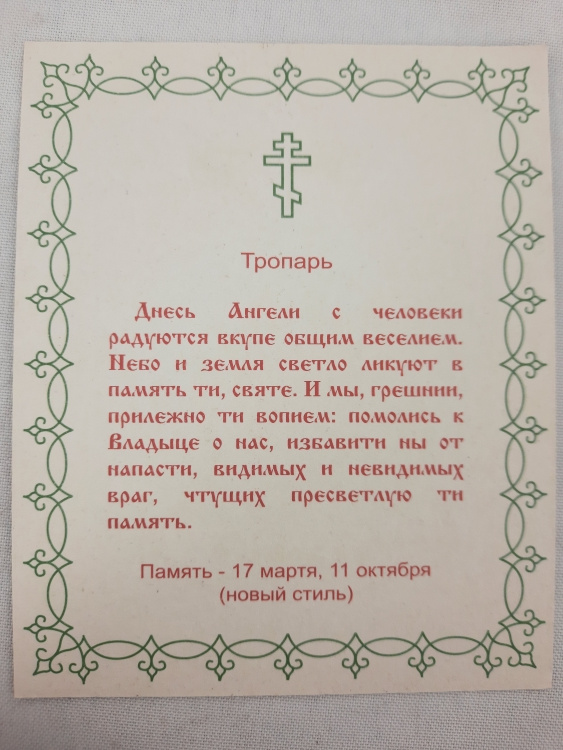 Тропарь
Днесь Ангели с человеки
радуются вкупе общим веселием.
Небо и земля светло ликуют в
память ти, святе. И мы, грешнии,
прилежно ти вопием: помолись к
Владыце о нас, избавити ны от
напасти, видимых и невидимых
враг, чтущих пресветлую ти
память.
Память - 17 мартя, 11 октября
(новый стиль)